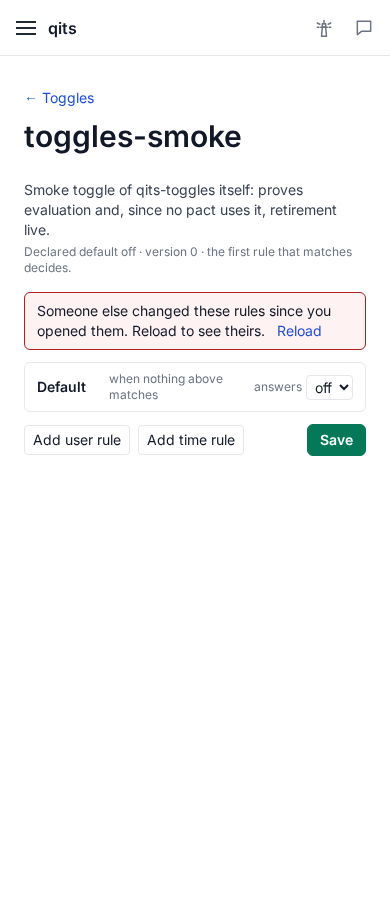 qits
← Toggles
toggles-smoke
Smoke toggle of qits-toggles itself: proves
evaluation and, since no pact uses it, retirement
live.
Declared default off · version 0 · the first rule that matches
decides.
Someone else changed these rules since you
opened them. Reload to see theirs. Reload
Default when nothing above matches answers off
Add user rule Add time rule Save